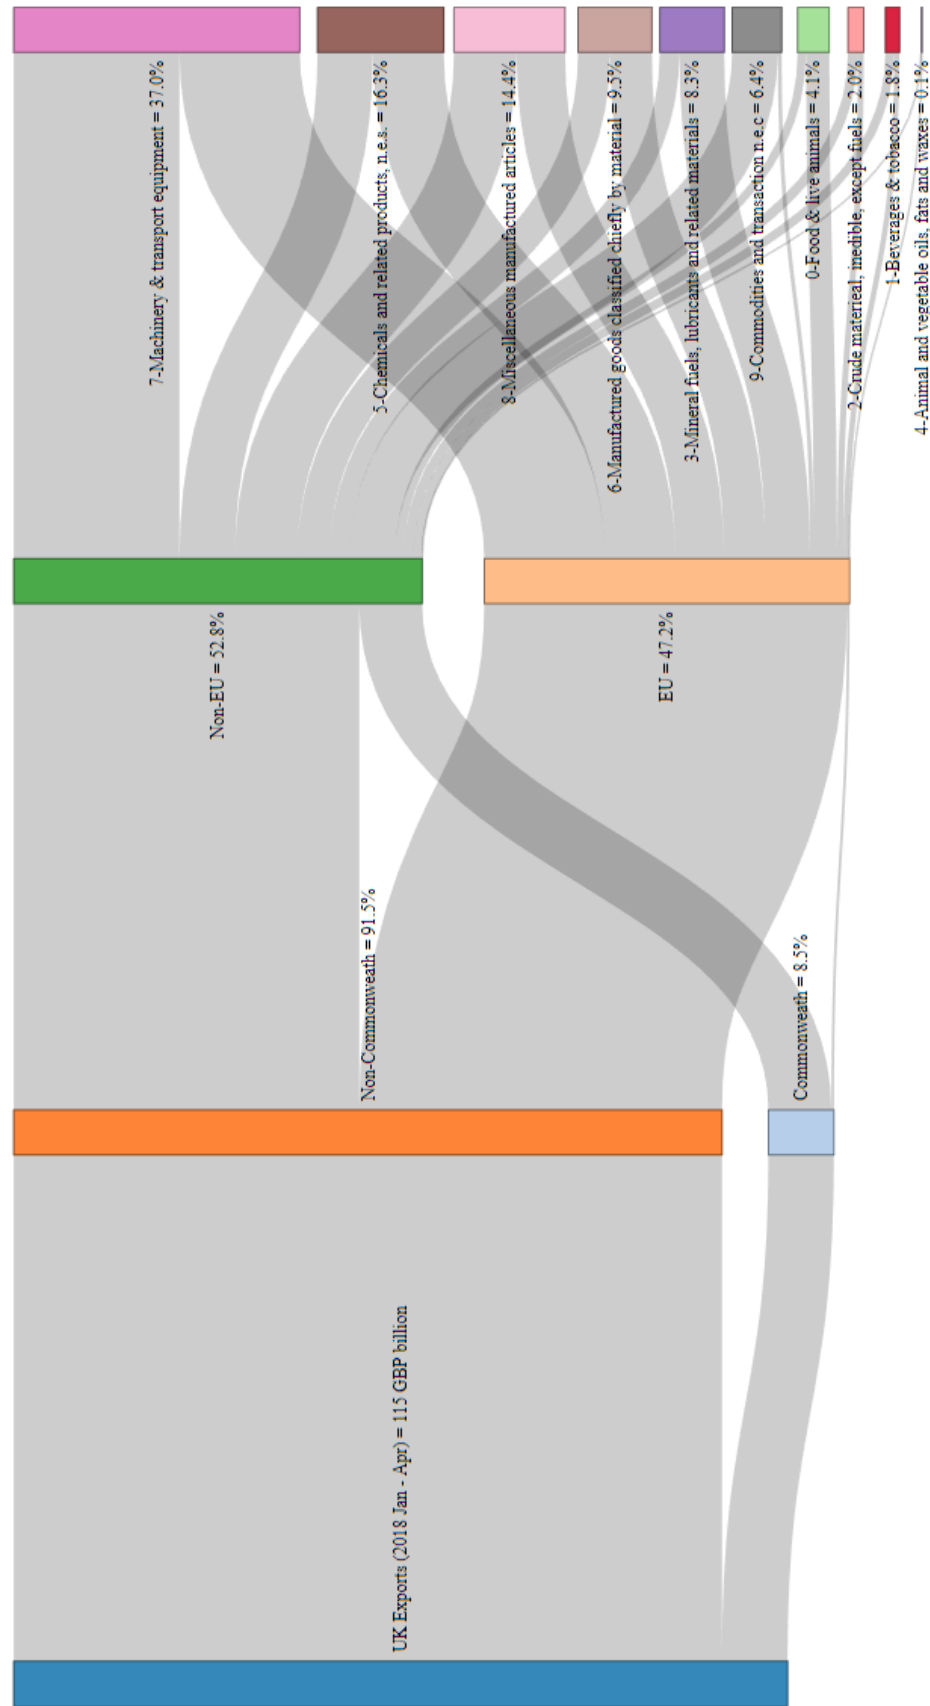 UK Exports (2018 Jan - Apr) = 115 GBP billion
Non-Commonweath = 91.5%
Commonweath = 8.5%
Non-EU = 52.8%
EU = 47.2%
7-Machinery & transport equipment = 37.0%
5-Chemicals and related products, n.e.s. = 16.3%
8-Miscellaneous manufactured articles = 14.4%
6-Manufactured goods classified chiefly by material = 9.5%
3-Mineral fuels, lubricants and related materials = 8.3%
9-Commodities and transaction n.e.c = 6.4%
0-Food & live animals = 4.1%
2-Crude materieal, inedible, except fuels = 2.0%
1-Beverages & tobacco = 1.8%
4-Animal and vegetable oils, fats and waxes = 0.1%